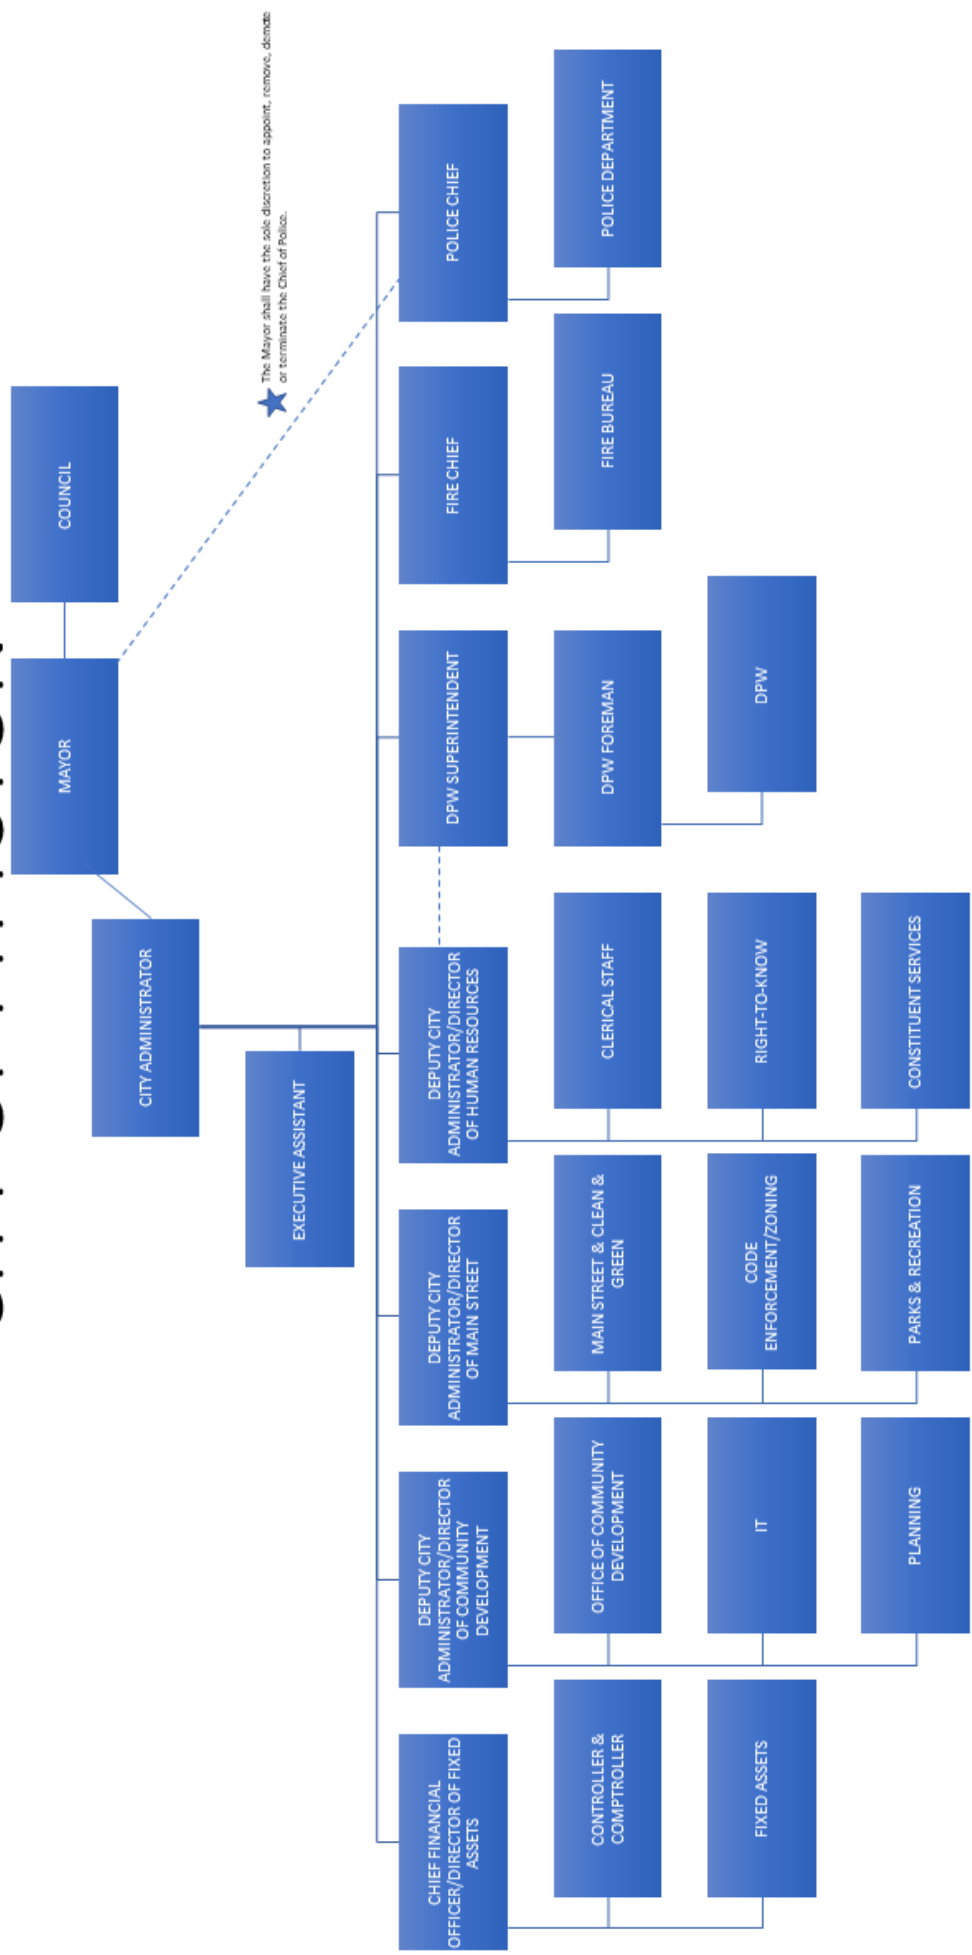 MAYOR
COUNCIL
CITY ADMINISTRATOR
EXECUTIVE ASSISTANT
The Mayor shall have the sole discretion to appoint, remove, demote
or terminate the Chief of Police.
CHIEF FINANCIAL
OFFICER/DIRECTOR OF FIXED
ASSETS
DEPUTY CITY
ADMINISTRATOR/DIRECTOR
OF COMMUNITY
DEVELOPMENT
DEPUTY CITY
ADMINISTRATOR/DIRECTOR
OF MAIN STREET
DEPUTY CITY
ADMINISTRATOR/DIRECTOR
OF HUMAN RESOURCES
DPW SUPERINTENDENT
FIRE CHIEF
POLICE CHIEF
CONTROLLER &
COMPTROLLER
OFFICE OF COMMUNITY
DEVELOPMENT
MAIN STREET & CLEAN &
GREEN
CLERICAL STAFF
DPW FOREMAN
FIRE BUREAU
POLICE DEPARTMENT
FIXED ASSETS
IT
CODE
ENFORCEMENT/ZONING
RIGHT-TO-KNOW
DPW
PLANNING
PARKS & RECREATION
CONSTITUENT SERVICES